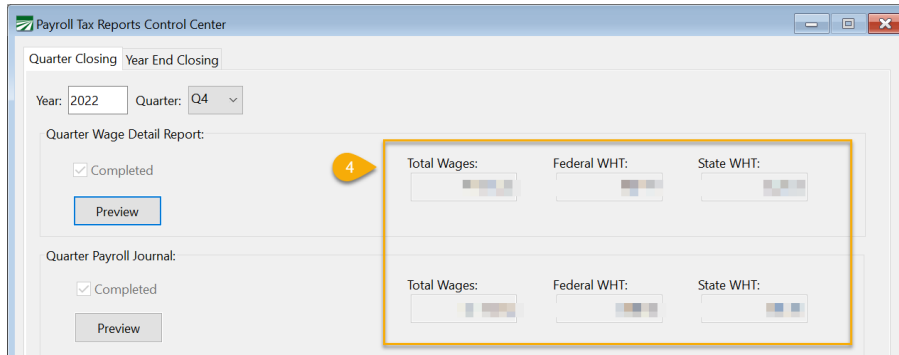 Payroll Tax Reports Control Center
Quarter Closing Year End Closing
Year: 2022 Quarter: Q4
Quarter Wage Detail Report:
Completed
4
Total Wages: Federal WHT: State WHT:
Preview
Quarter Payroll Journal:
Completed
Total Wages: Federal WHT: State WHT:
Preview